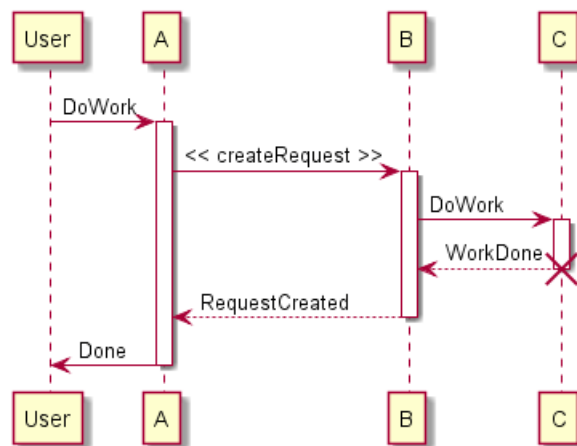 User
A
B
C
DoWork
<< createRequest >>
DoWork
WorkDone
RequestCreated
Done
User
A
B
C